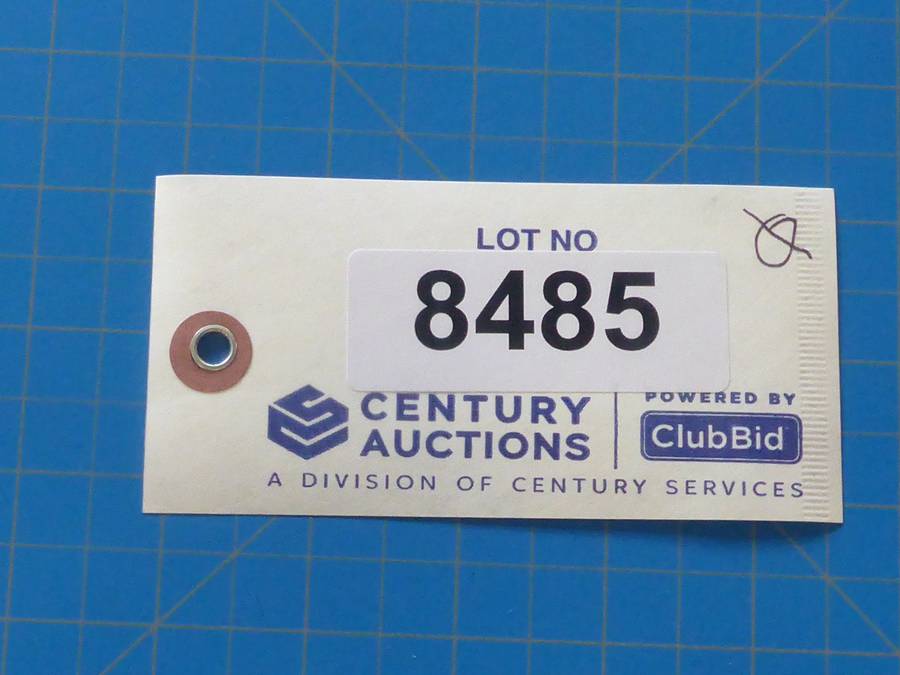 LOT NO
8485
CENTURY
AUCTIONS
POWERED BY
ClubBid
A DIVISION OF CENTURY SERVICES